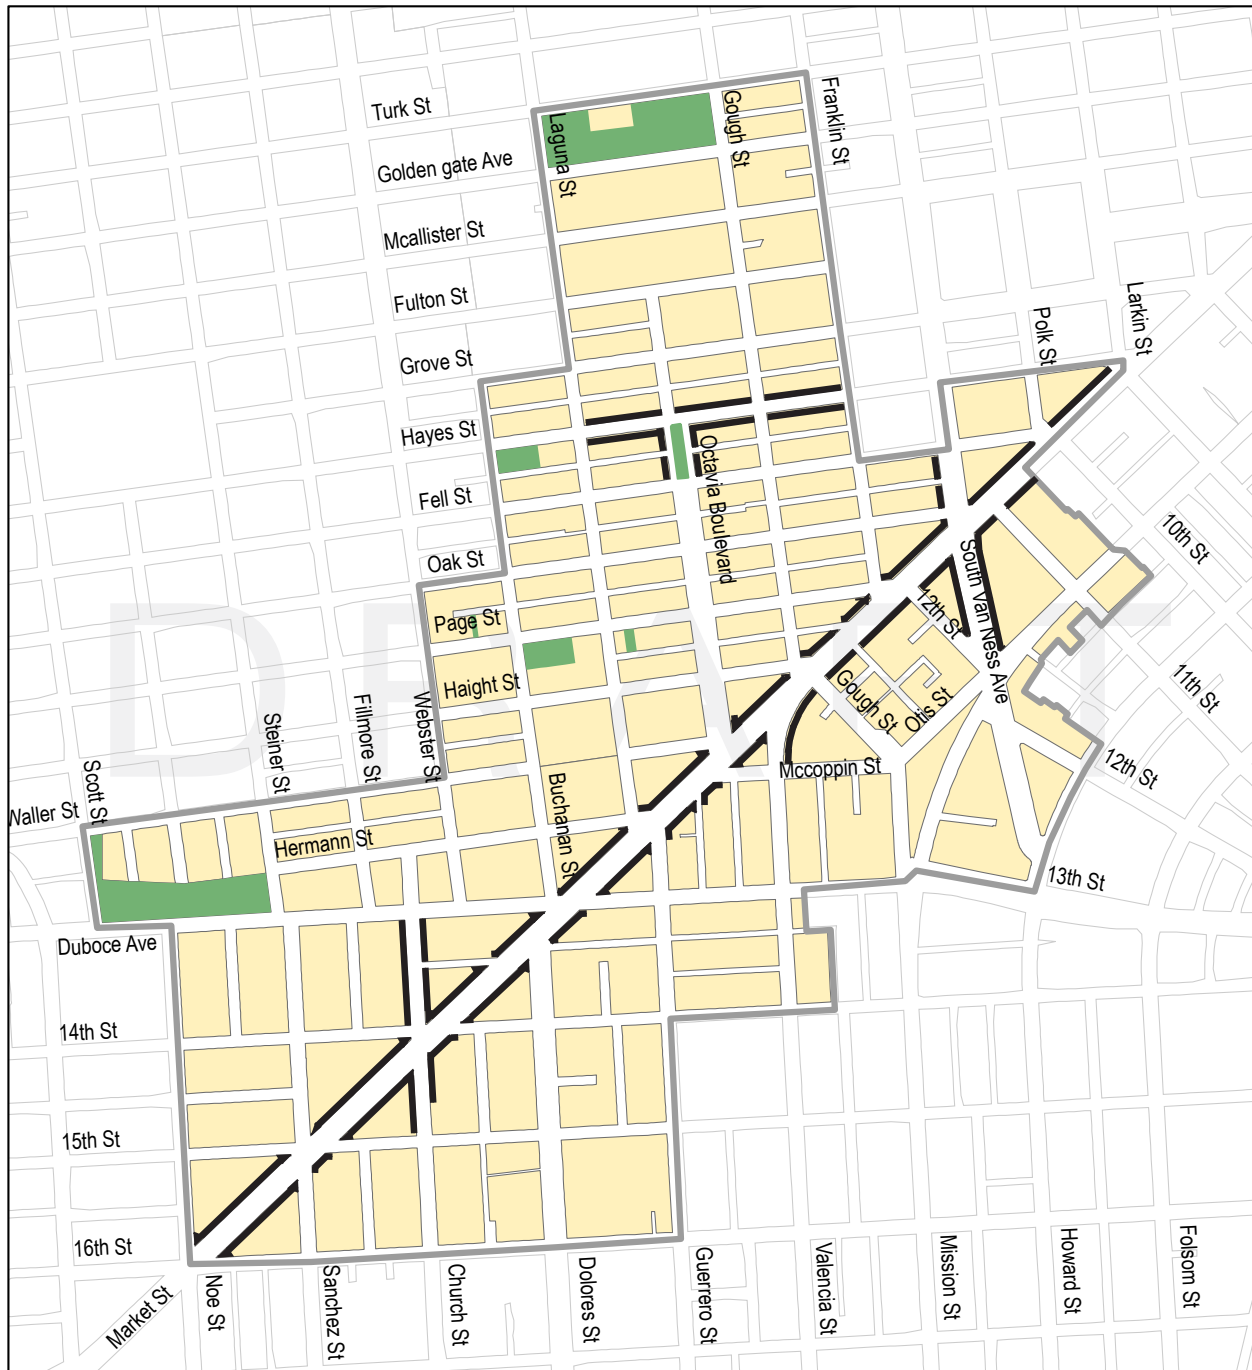 Turk St
Golden gate Ave
Mcallister St
Fulton St
Grove St
Hayes St
Fell St
Oak St
Page St
Haight St
Laguna St
Gough St
Franklin St
Polk St
Larkin St
Octavia Boulevard
South Van Ness Ave
10th St
11th St
12th St
12th St
Gough St
Otis St
Mccoppin St
13th St
DRAFT
Webster St
Fillmore St
Steiner St
Scott St
Waller St
Hermann St
Buchanan St
Duboce Ave
14th St
15th St
16th St
Market St
Noe St
Sanchez St
Church St
Dolores St
Guerrero St
Valencia St
Mission St
Howard St
Folsom St